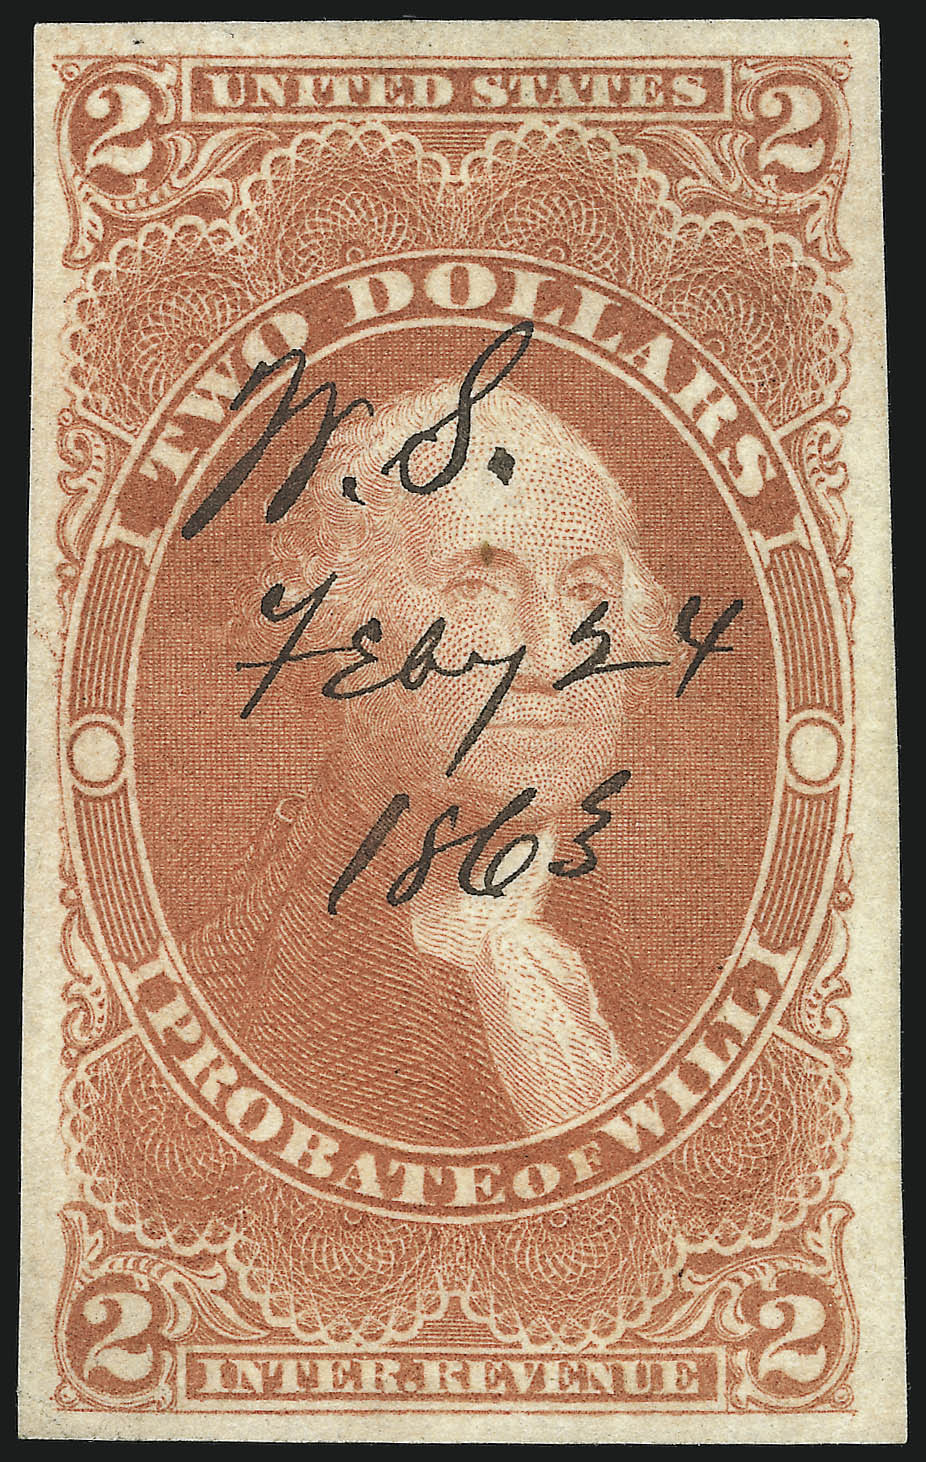 2 UNITED STATES 2
TWO DOLLARS
W. S.
Feby 24
1863
PROBATE OF WILL
2 INTER. REVENUE 2